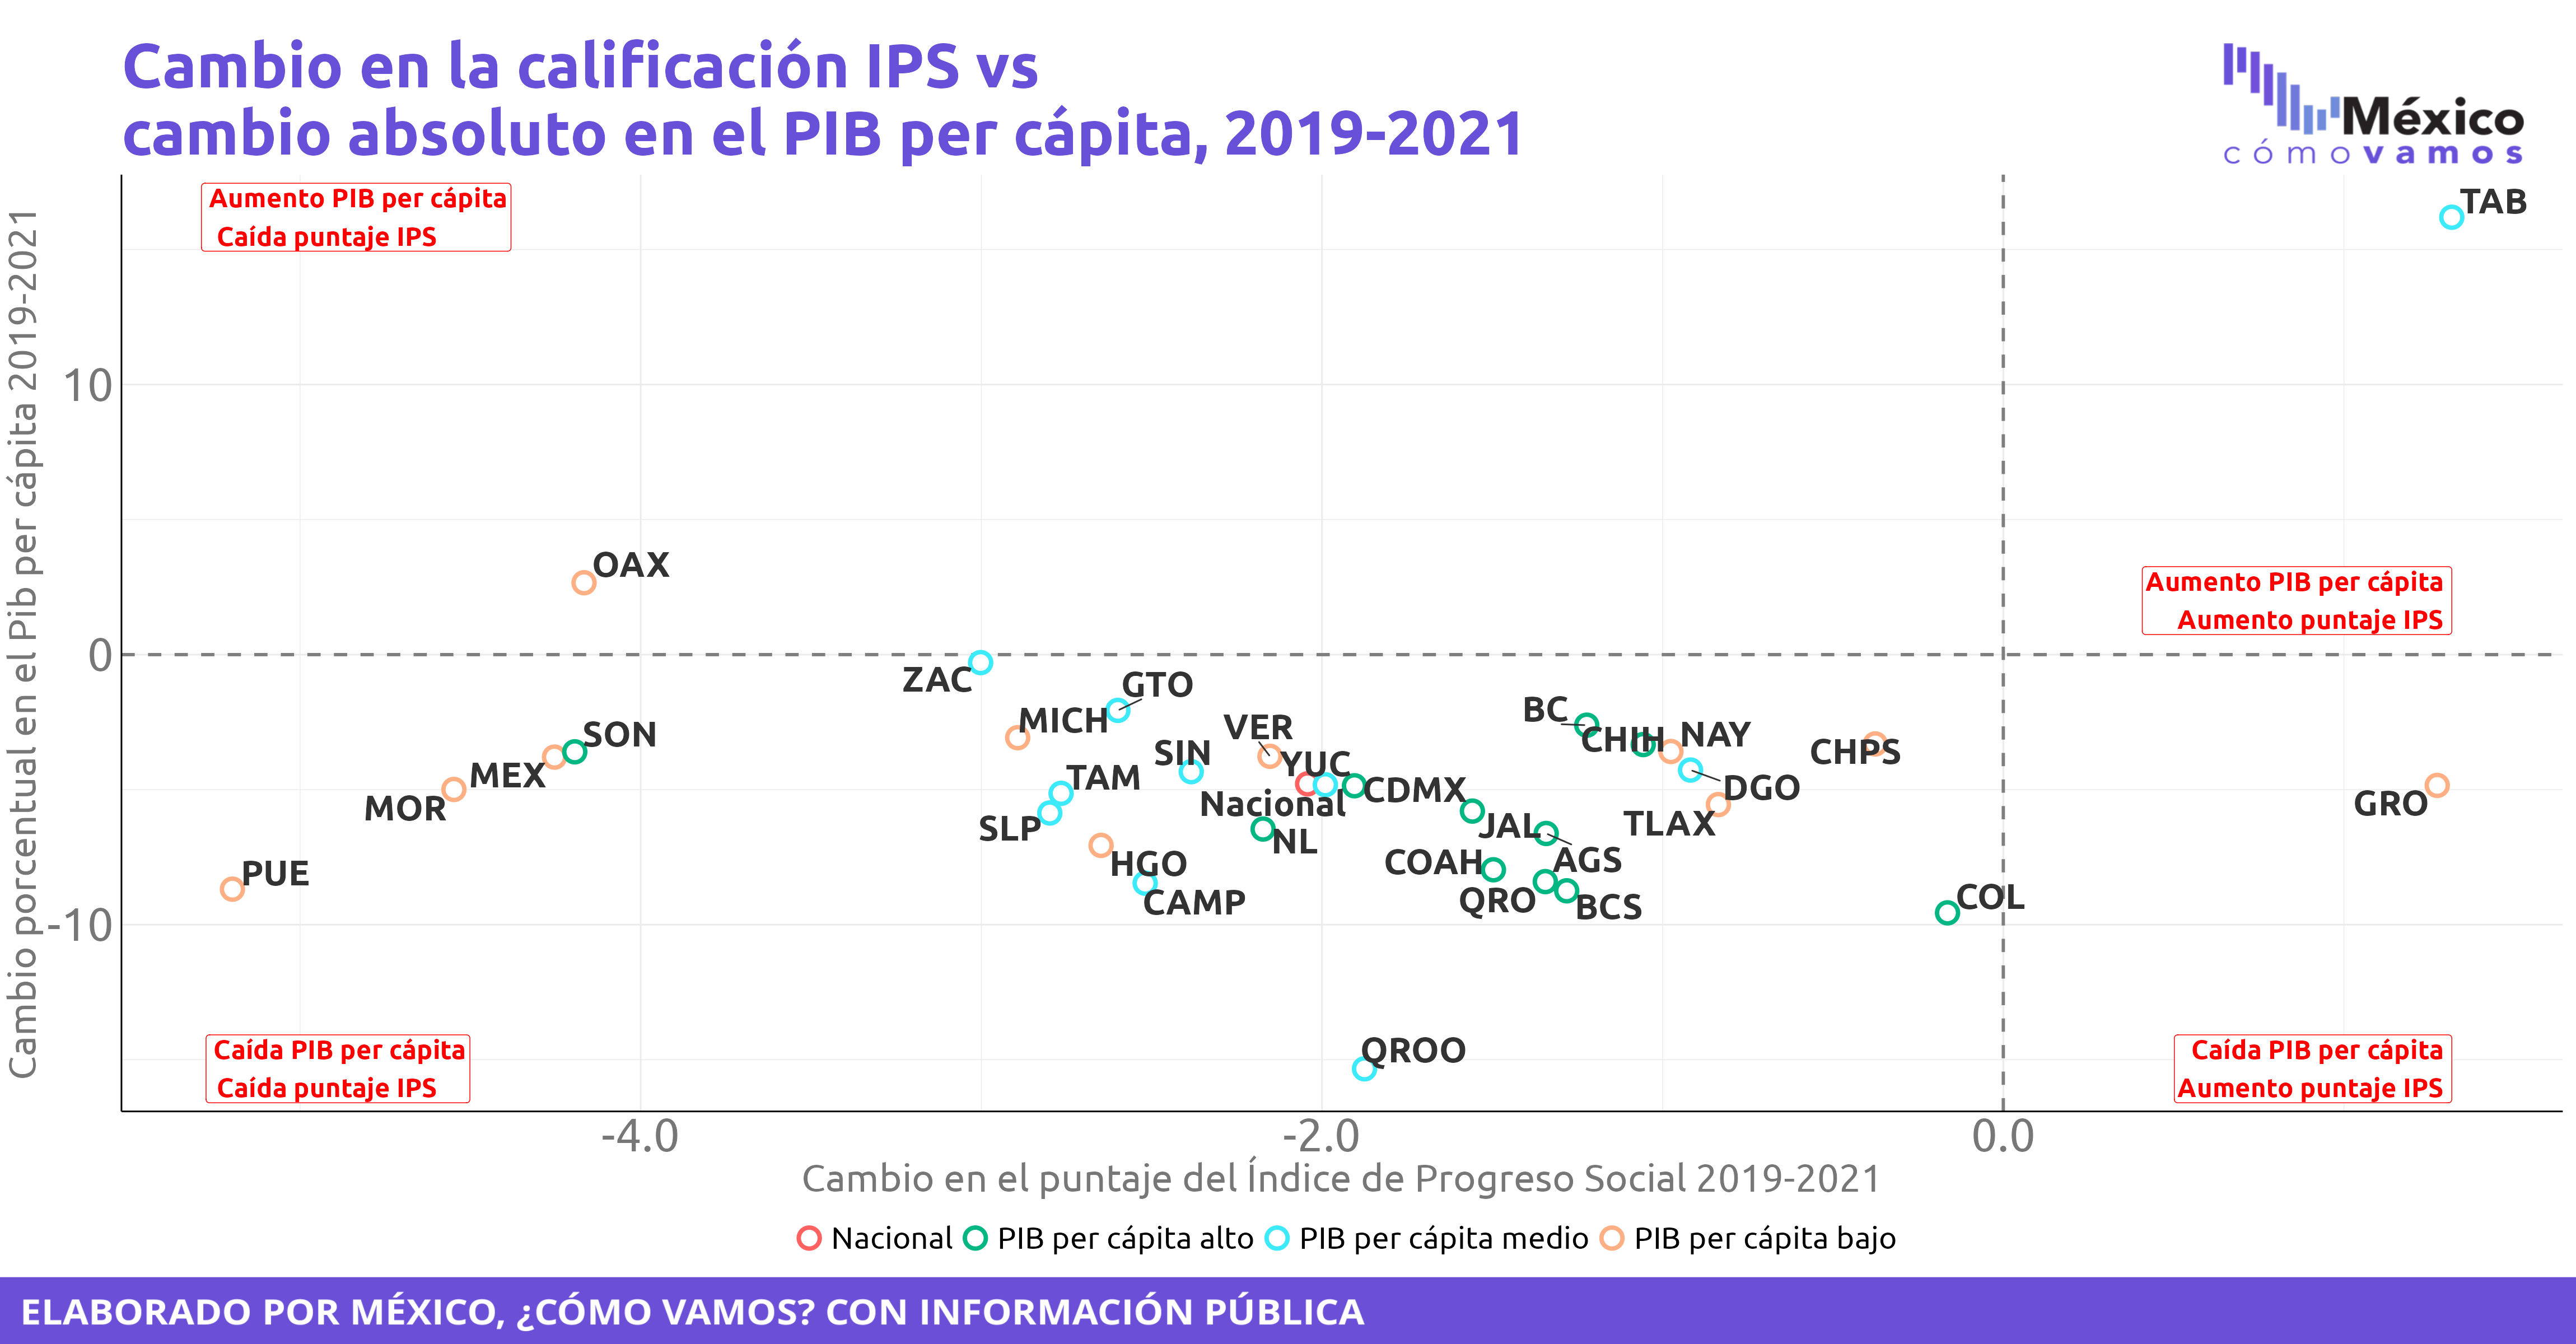 Cambio en la calificación IPS vs
cambio absoluto en el PIB per cápita, 2019-2021
México
cómo vamos
Cambio porcentual en el Pib per cápita 2019-2021
10
0
-10
Aumento PIB per cápita
Caída puntaje IPS
TAB
OAX
Aumento PIB per cápita
Aumento puntaje IPS
ZAC
GTO
MICH
SON
MEX
MOR
VER
SIN
YUC
BC
CHIH
NAY
CHPS
TAM
Nacional
CDMX
DGO
GRO
SLP
NL
JAL
TLAX
HGO
COAH
AGS
PUE
CAMP
QRO
BCS
COL
QROO
Caída PIB per cápita
Caída puntaje IPS
Caída PIB per cápita
Aumento puntaje IPS
-4.0
-2.0
0.0
Cambio en el puntaje del Índice de Progreso Social 2019-2021
Nacional
PIB per cápita alto
PIB per cápita medio
PIB per cápita bajo
ELABORADO POR MÉXICO, ¿CÓMO VAMOS? CON INFORMACIÓN PÚBLICA